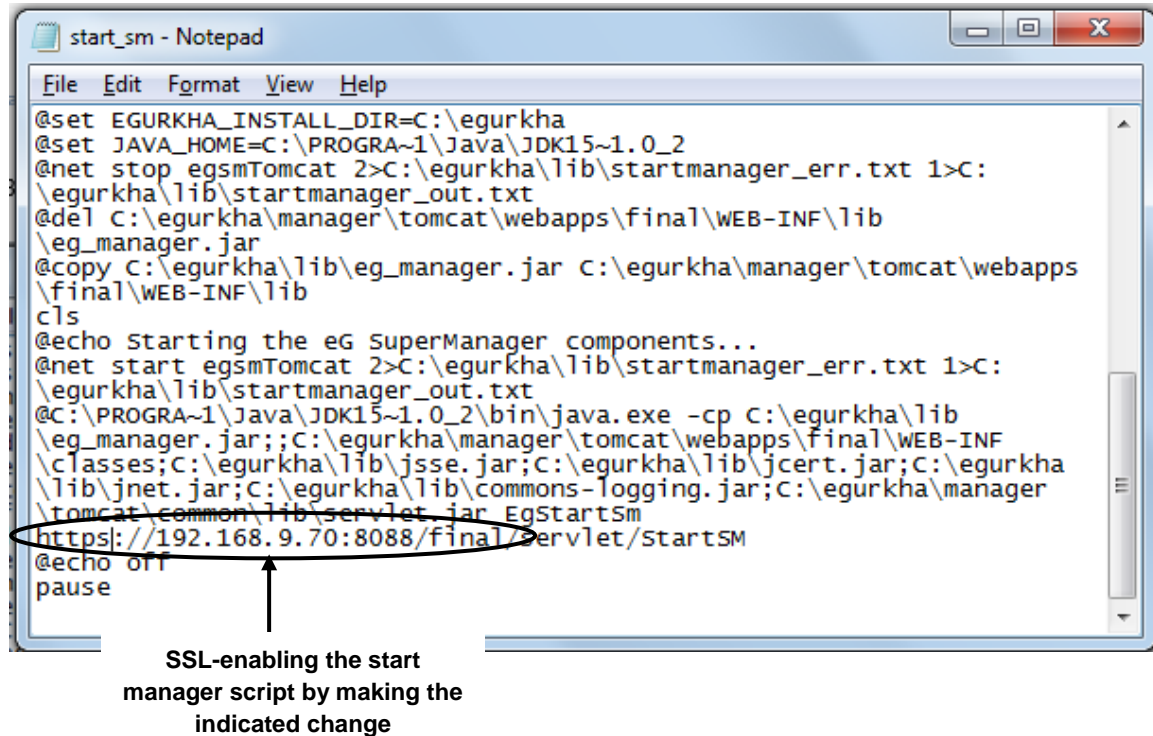 start_sm - Notepad
File Edit Format View Help
@set EGURKHA_INSTALL_DIR=C:\egurkha
@set JAVA_HOME=C:\PROGRA~1\Java\JDK15~1.0_2
@net stop egsmTomcat 2>C:\egurkha\lib\startmanager_err.txt 1>C:
\egurkha\lib\startmanager_out.txt
@del C:\egurkha\manager\tomcat\webapps\final\WEB-INF\lib
\eg_manager.jar
@copy C:\egurkha\lib\eg_manager.jar C:\egurkha\manager\tomcat\webapps
\final\WEB-INF\lib
cls
@echo Starting the eG SuperManager components...
@net start egsmTomcat 2>C:\egurkha\lib\startmanager_err.txt 1>C:
\egurkha\lib\startmanager_out.txt
@C:\PROGRA~1\Java\JDK15~1.0_2\bin\java.exe -cp C:\egurkha\lib
\eg_manager.jar;;C:\egurkha\manager\tomcat\webapps\final\WEB-INF
\classes;C:\egurkha\lib\jsse.jar;C:\egurkha\lib\jcert.jar;C:\egurkha
\lib\jnet.jar;C:\egurkha\lib\commons-logging.jar;C:\egurkha\manager
\tomcat\common\lib\servlet.jar EgStartSm
https://192.168.9.70:8088/final/servlet/StartSM
@echo off
pause
SSL-enabling the start
manager script by making the
indicated change